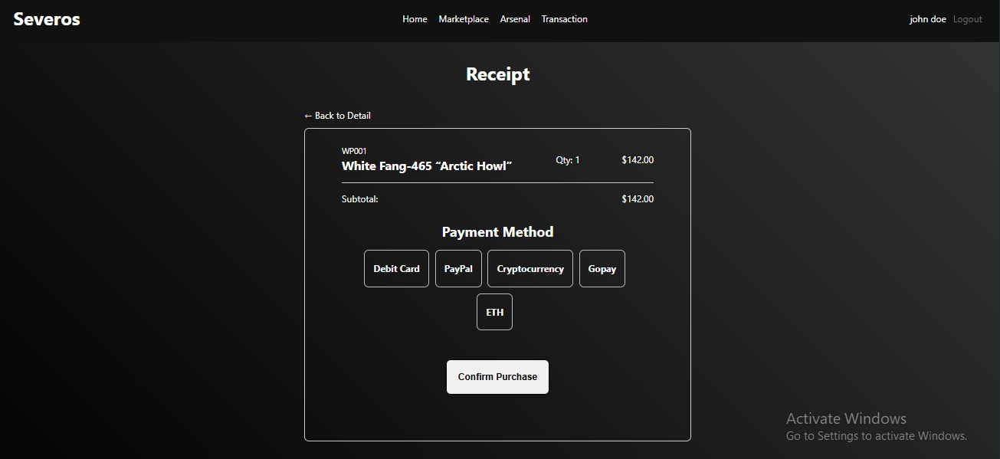 Severos
Home Marketplace Arsenal Transaction
john doe Logout
Receipt
← Back to Detail
WP001
White Fang-465 “Arctic Howl”
Qty: 1
$142.00
Subtotal:
$142.00
Payment Method
Debit Card PayPal Cryptocurrency Gopay
ETH
Confirm Purchase
Activate Windows
Go to Settings to activate Windows.